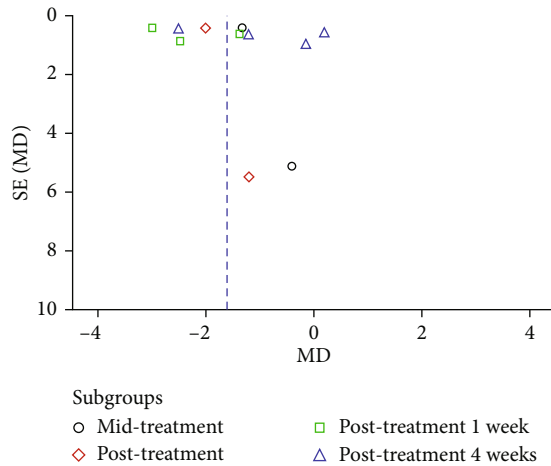 0
2
4
6
8
10
SE (MD)
−4
−2
0
2
4
MD
Subgroups
Mid-treatment
Post-treatment
Post-treatment 1 week
Post-treatment 4 weeks